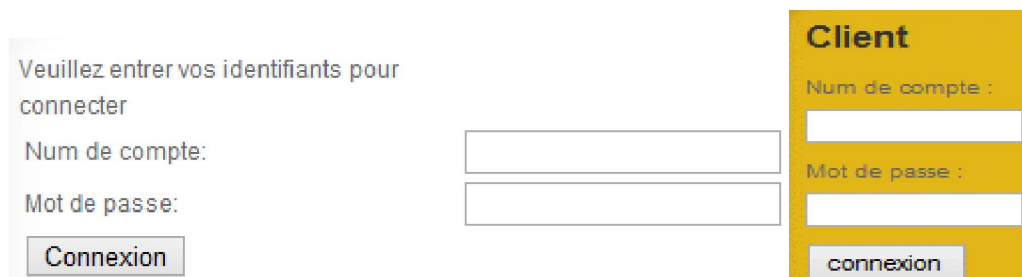 Veuillez entrer vos identifiants pour
connecter
Num de compte:
Mot de passe:
Connexion
Client
Num de compte :
Mot de passe :
connexion